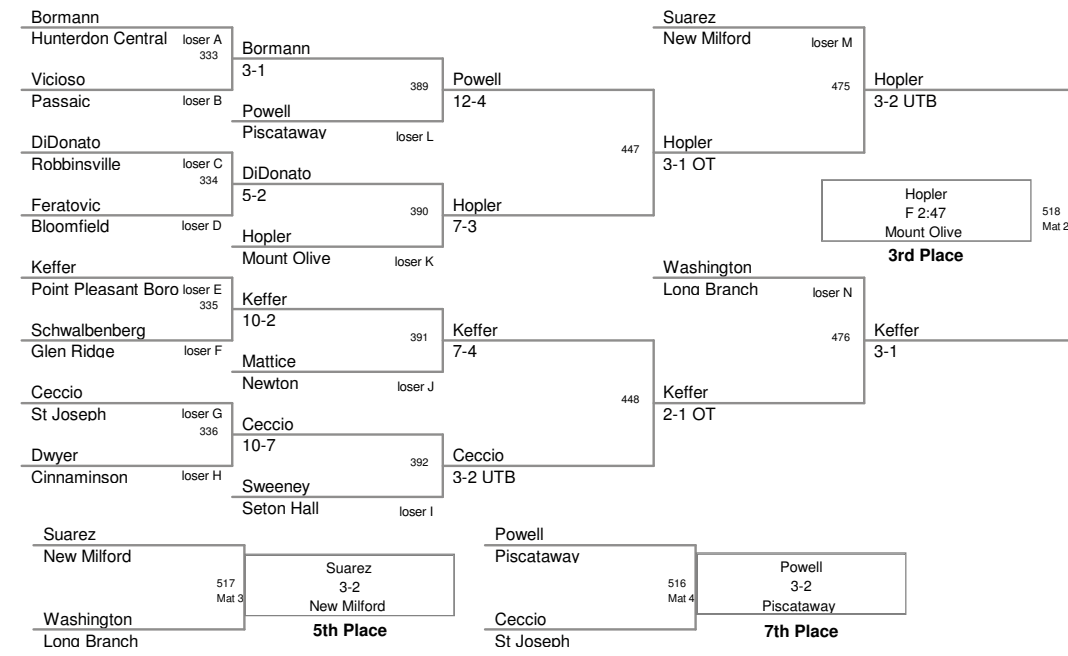 Bormann
Hunterdon Central loser A
333
Vicioso
Passaic loser B
DiDonato
Robbinsville loser C
334
Feratovic
Bloomfield loser D
Keffer
Point Pleasant Boro loser E
335
Schwalbenberg
Glen Ridge loser F
Ceccio
St Joseph loser G
336
Dwyer
Cinnaminson loser H
Bormann
3-1
389
Powell
Piscataway loser L
DiDonato
5-2
390
Hopler
Mount Olive loser K
Keffer
10-2
391
Mattice
Newton loser J
Ceccio
10-7
392
Sweeney
Seton Hall loser I
Powell
12-4
447
Hopler
7-3
Keffer
7-4
448
Ceccio
3-2 UTB
Suarez
New Milford loser M
475
Hopler
3-1 OT
Washington
Long Branch loser N
476
Keffer
2-1 OT
Hopler
3-2 UTB
Keffer
3-1
Hopler
F 2:47
Mount Olive
518
Mat 2
3rd Place
Suarez
New Milford
517
Mat 3
Washington
Long Branch
Suarez
3-2
New Milford
5th Place
Powell
Piscataway
516
Mat 4
Ceccio
St Joseph
Powell
3-2
Piscataway
7th Place